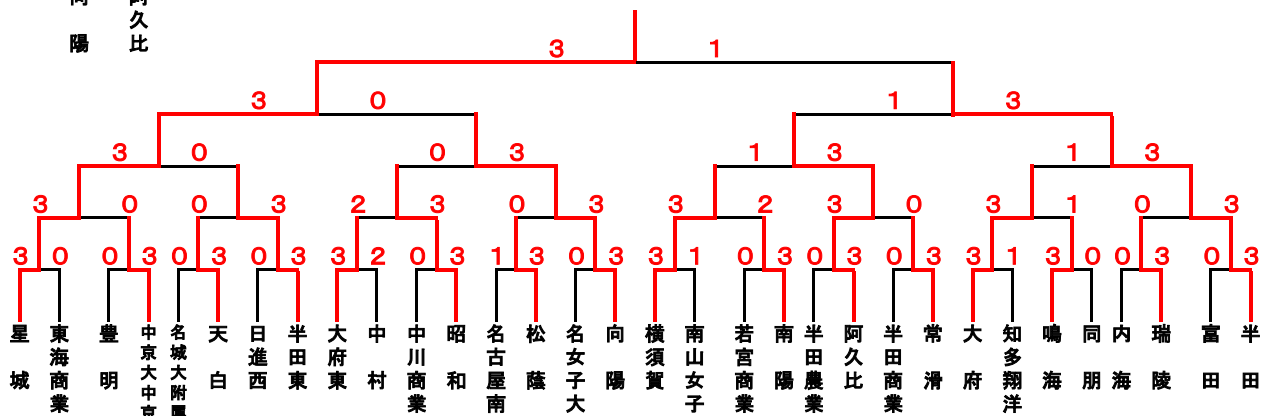 陽
久比
3 1
3 0 1 3
3 0 0 3 1 3 1 3
3 0 0 3 2 3 0 3 3 2 3 0 3 1 0 3
3 0 0 3 0 3 0 3 3 2 0 3 1 3 0 3 3 1 0 3 0 3 0 3 3 1 3 0 0 3 0 3
星城
東海商業
豊明
中京大中京
名城大附属
天白
日進西
半田東
大府東
中村
中川商業
昭和
名古屋南
松蔭
名女子大
向陽
横須賀
南山女子
若宮商業
南陽
半田農業
阿久比
半田商業
常滑
大府
知多翔洋
鳴海
同朋
内海
瑞陵
富田
半田